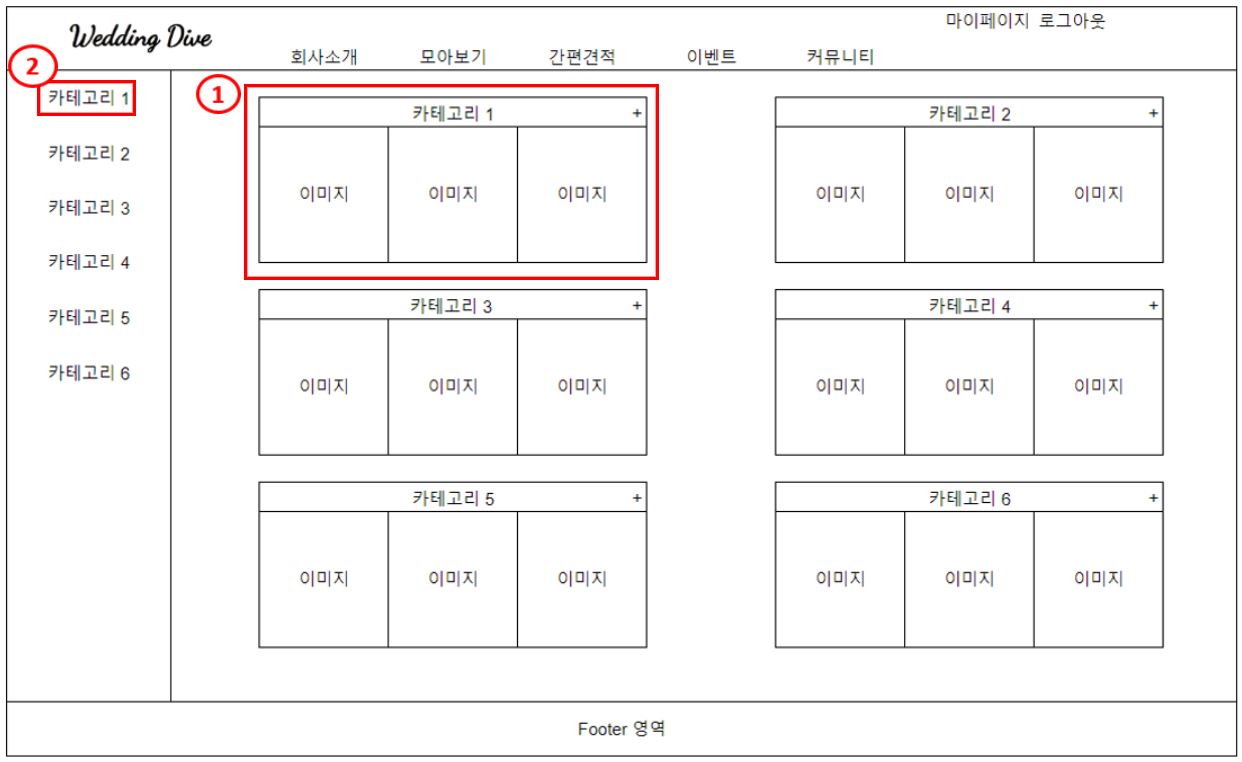 마이페이지 로그아웃
Wedding Dive
회사소개 모아보기 간편견적 이벤트 커뮤니티
2
카테고리 1
카테고리 2
카테고리 3
카테고리 4
카테고리 5
카테고리 6
1
카테고리 1 +
이미지 이미지 이미지
카테고리 2 +
이미지 이미지 이미지
카테고리 3 +
이미지 이미지 이미지
카테고리 4 +
이미지 이미지 이미지
카테고리 5 +
이미지 이미지 이미지
카테고리 6 +
이미지 이미지 이미지
Footer 영역